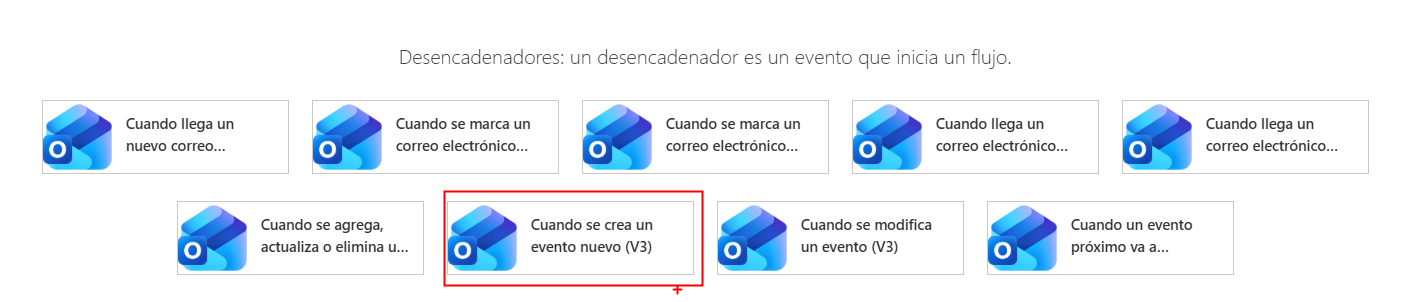 Desencadenadores: un desencadenador es un evento que inicia un flujo.
Cuando llega un
nuevo correo...
Cuando se marca un
correo electrónico...
Cuando se marca un
correo electrónico...
Cuando llega un
correo electrónico...
Cuando llega un
correo electrónico...
Cuando se agrega,
actualiza o elimina u...
Cuando se crea un
evento nuevo (V3)
Cuando se modifica
un evento (V3)
Cuando un evento
próximo va a...